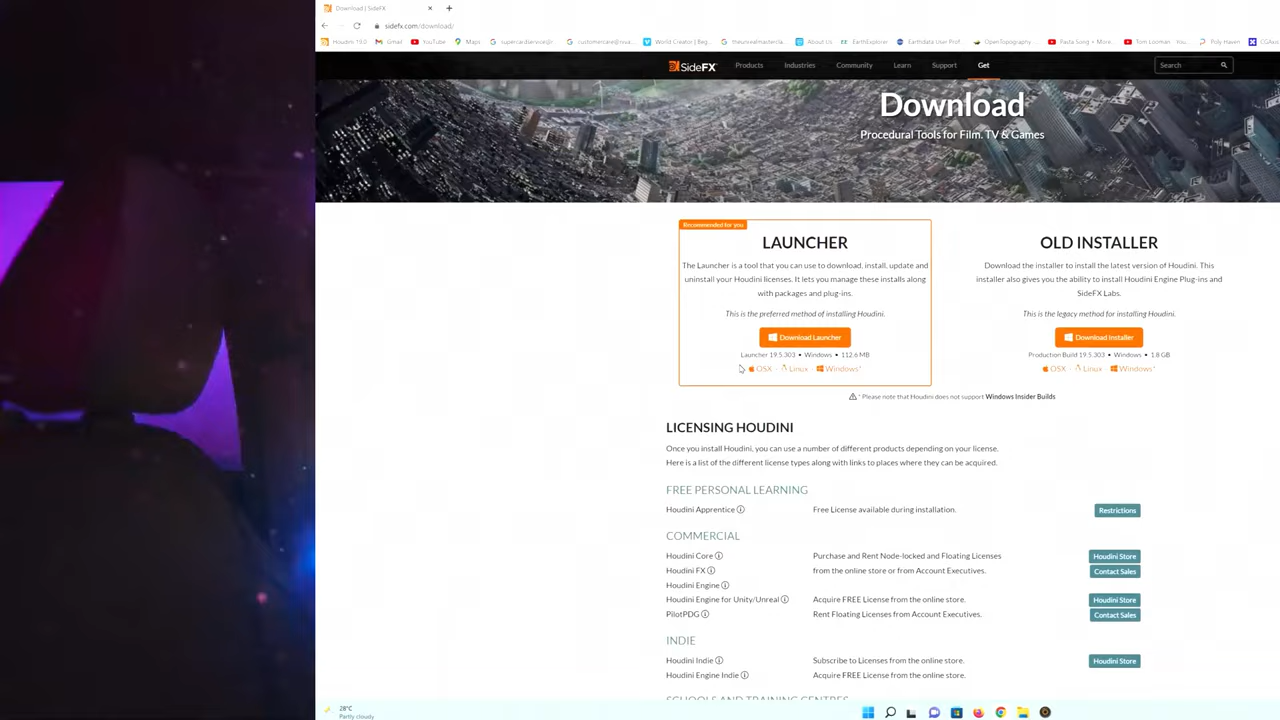 Download | SideFX
sidefx.com/download/
Houdini 19.0 Gmail YouTube Maps supercardservice@r... customercare@reva... World Creator | Beg... theunrealmastercla... About Us EarthExplorer Earthdata User Prof... OpenTopography ... Pasta Song + More... Tom Looman You... Poly Haven CGAss
SideFX Products Industries Community Learn Support Get Search
Download
Procedural Tools for Film, TV & Games
Recommended for you
LAUNCHER
The Launcher is a tool that you can use to download, install, update and
uninstall your Houdini licenses. It lets you manage these installs along
with packages and plug-ins.
This is the preferred method of installing Houdini.
Download Launcher
Launcher 19.5.303 • Windows • 112.6 MB
OSX · Linux · Windows*
OLD INSTALLER
Download the installer to install the latest version of Houdini. This
installer also gives you the ability to install Houdini Engine Plug-ins and
SideFX Labs.
This is the legacy method for installing Houdini.
Download Installer
Production Build 19.5.303 • Windows • 1.8 GB
OSX · Linux · Windows*
* Please note that Houdini does not support Windows Insider Builds
LICENSING HOUDINI
Once you install Houdini, you can use a number of different products depending on your license.
Here is a list of the different license types along with links to places where they can be acquired.
FREE PERSONAL LEARNING
Houdini Apprentice Free License available during installation. Restrictions
COMMERCIAL
Houdini Core Purchase and Rent Node-locked and Floating Licenses Houdini Store
Houdini FX from the online store or from Account Executives. Contact Sales
Houdini Engine
Houdini Engine for Unity/Unreal Acquire FREE License from the online store. Houdini Store
PilotPDG Rent Floating Licenses from Account Executives. Contact Sales
INDIE
Houdini Indie Subscribe to Licenses from the online store. Houdini Store
Houdini Engine Indie Acquire FREE License from the online store.
SCHOOLS AND TRAINING CENTRES
28°C
Partly cloudy